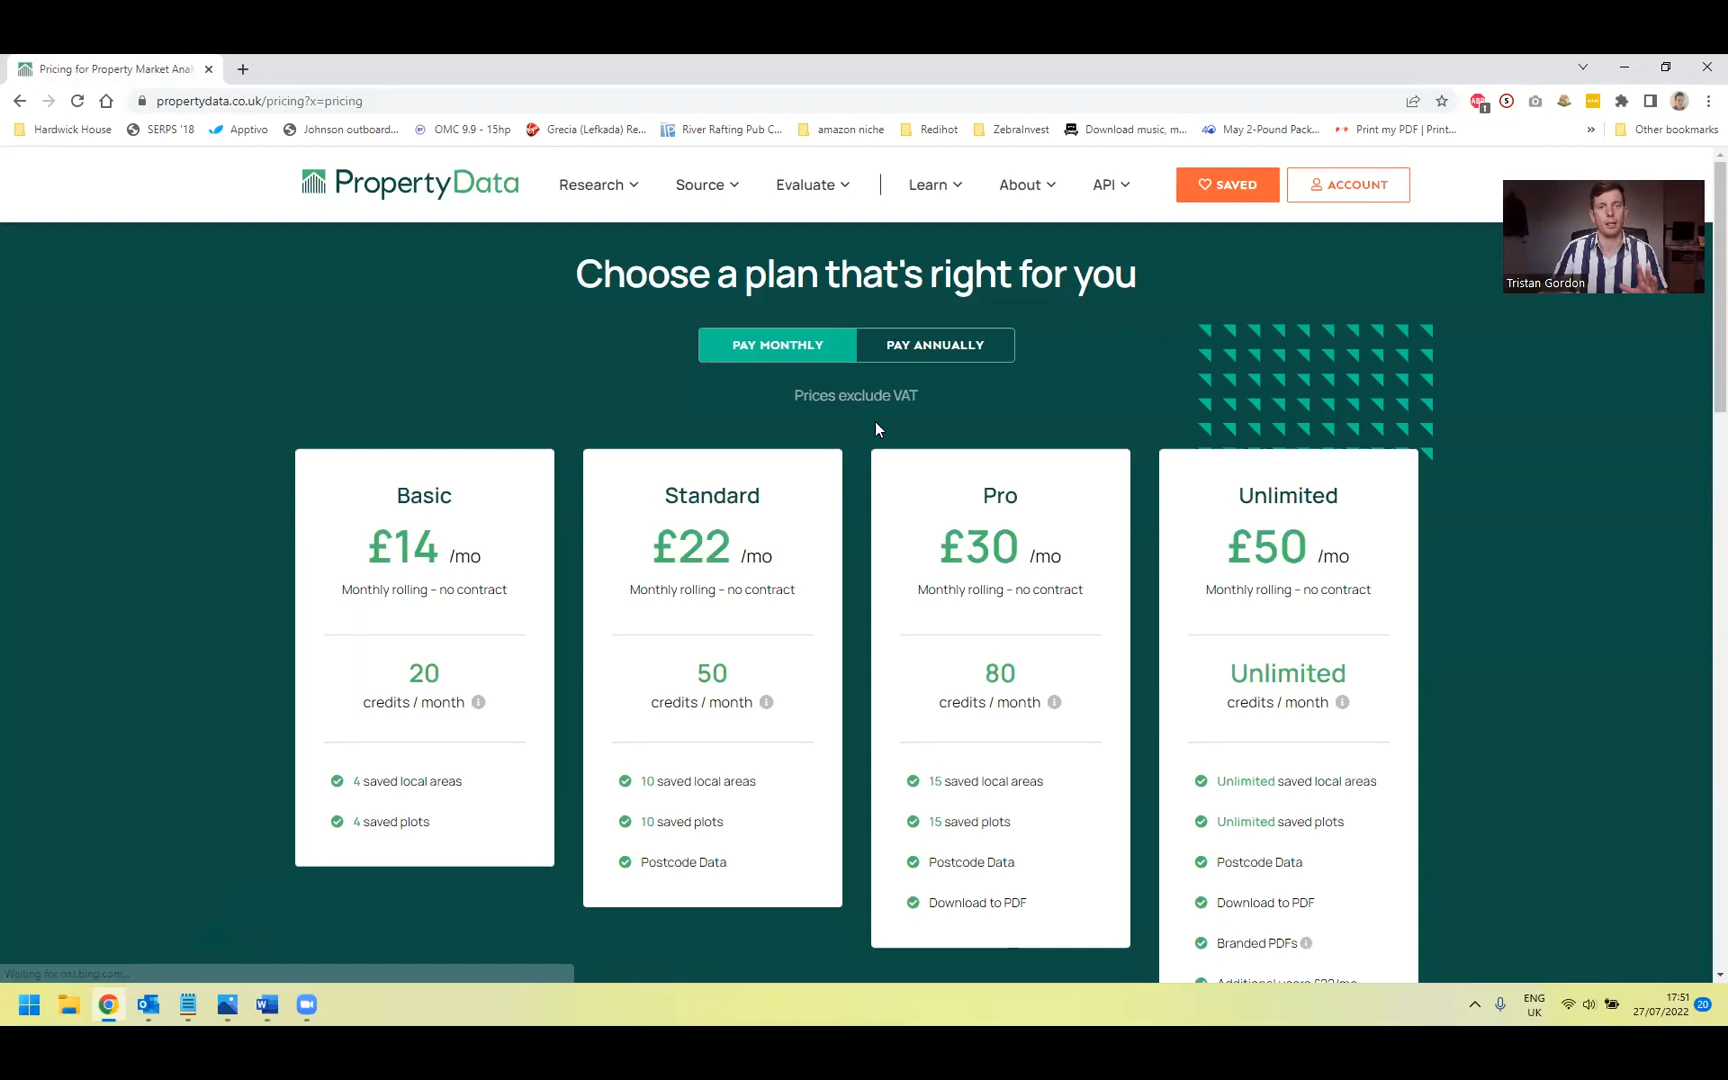 Pricing for Property Market Ana
propertydata.co.uk/pricing?x=pricing
Hardwick House
SERPS '18
Apptivo
Johnson outboard...
OMC 9.9 - 15hp
Grecia (Lefkada) Re...
River Rafting Pub C...
amazon niche
Redihot
ZebraInvest
Download music, m...
May 2-Pound Pack...
Print my PDF | Print...
»
Other bookmarks
PropertyData
Research
Source
Evaluate
Learn
About
API
SAVED
ACCOUNT
Tristan Gordon
Choose a plan that's right for you
PAY MONTHLY
PAY ANNUALLY
Prices exclude VAT
Basic
£14 /mo
Monthly rolling – no contract
20
credits / month
4 saved local areas
4 saved plots
Standard
£22 /mo
Monthly rolling – no contract
50
credits / month
10 saved local areas
10 saved plots
Postcode Data
Pro
£30 /mo
Monthly rolling – no contract
80
credits / month
15 saved local areas
15 saved plots
Postcode Data
Download to PDF
Unlimited
£50 /mo
Monthly rolling – no contract
Unlimited
credits / month
Unlimited saved local areas
Unlimited saved plots
Postcode Data
Download to PDF
Branded PDFs
Waiting for
ENG
UK
17:51
27/07/2022
20